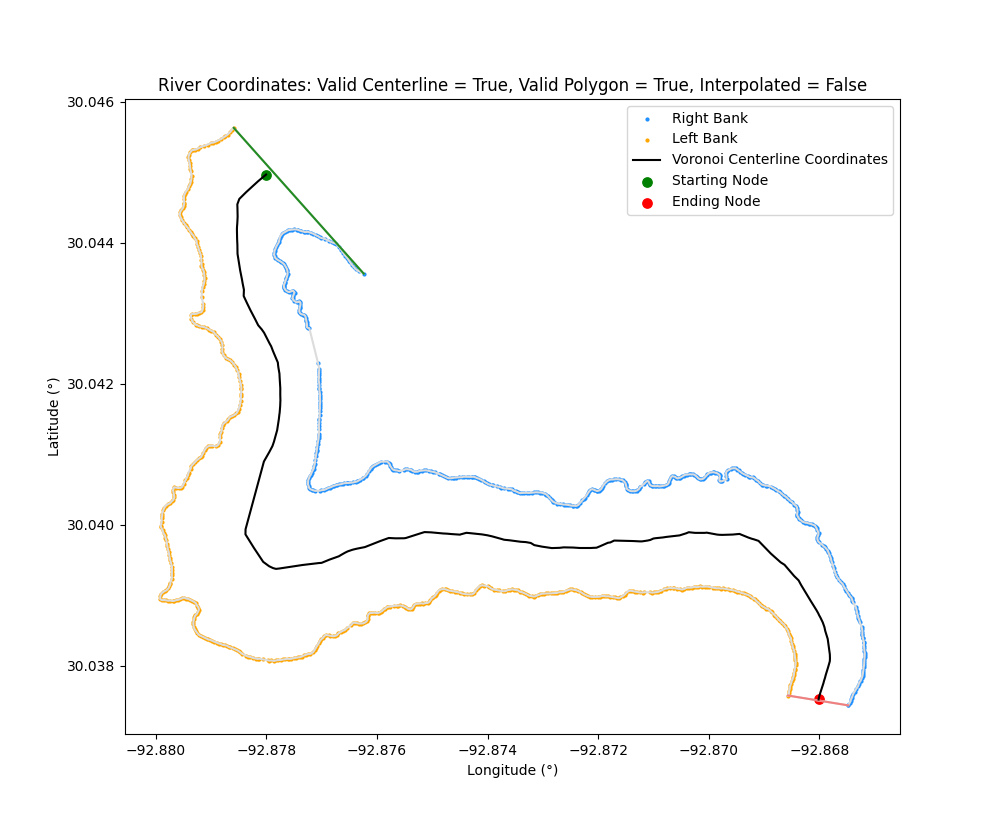 River Coordinates: Valid Centerline = True, Valid Polygon = True, Interpolated = False
Right Bank
Left Bank
Voronoi Centerline Coordinates
Starting Node
Ending Node
30.046
30.044
30.042
30.040
30.038
Latitude (°)
−92.880 −92.878 −92.876 −92.874 −92.872 −92.870 −92.868
Longitude (°)